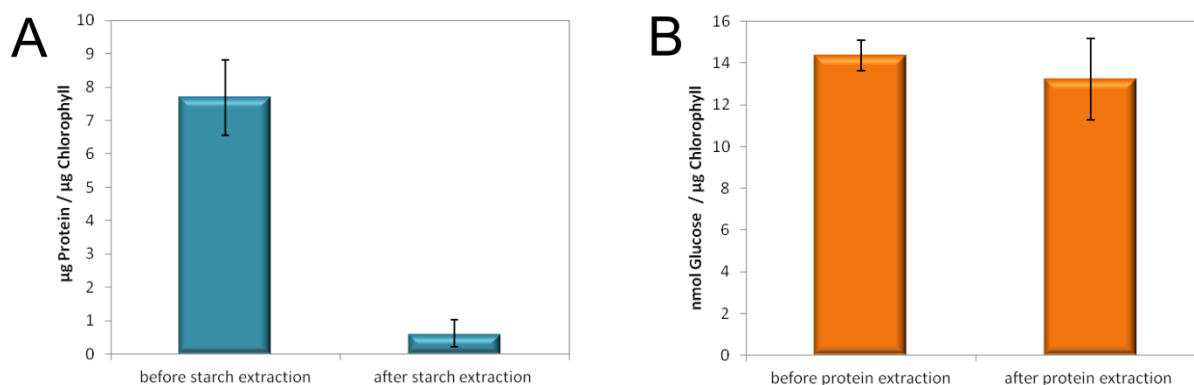 A
µg Protein / µg Chlorophyll
10
9
8
7
6
5
4
3
2
1
0
before starch extraction
after starch extraction
B
nmol Glucose / µg Chlorophyll
16
14
12
10
8
6
4
2
0
before protein extraction
after protein extraction